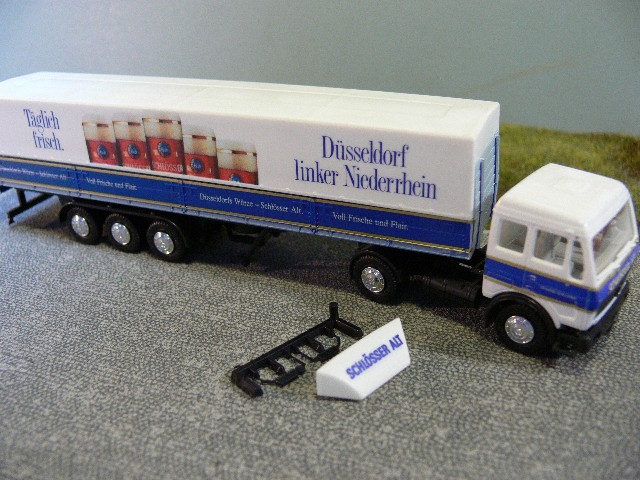 Täglich
frisch.
Düsseldorf
linker Niederrhein
SCHLÖSSER
Voll Frische und Flair.
Düsseldorfs Würze – Schlösser Alt.
Voll Frische und Flair.
SCHLÖSSER ALT